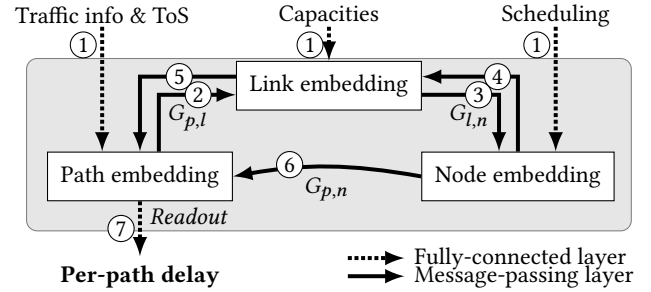 Traffic info & ToS Capacities Scheduling
1 1 1
5 Link embedding 4
2 3
G_{p,l} G_{l,n}
Path embedding 6 Node embedding
G_{p,n}
7 Readout
Per-path delay
Fully-connected layer
Message-passing layer